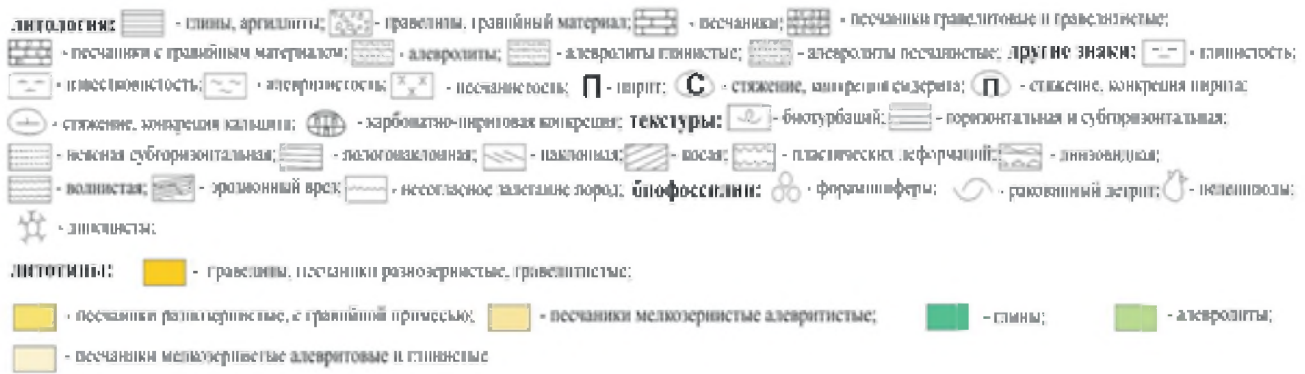 литология: - глины, аргиллиты; - гравелиты, гравийный материал; - песчаники; - песчаники гравелитовые и гравелитистые;
- песчаники с гравийным материалом; - алевролиты; - алевролиты глинистые; - алевролиты песчанистые; другие знаки: - глинистость;
- известковистость; - алевритистость; - песчанистость; П - пирит; С - стяжение, конкреция сидерита; П - стяжение, конкреция пирита;
- стяжение, конкреция кальцита; - карбонатно-пиритовая конкреция; текстуры: - биотурбаций; - горизонтальная и субгоризонтальная;
- неясная субгоризонтальная; - пологонаклонная; - наклонная; - косая; - пластических деформаций; - линзовидная;
- волнистая; - эрозионный врез; - несогласное залегание пород; биофоссилии: - фораминиферы; - раковинный детрит; - пелециподы;
- диноцисты;
литотипы: - гравелиты, песчаники разнозернистые, гравелитистые;
- песчаники разнозернистые, с гравийной примесью; - песчаники мелкозернистые алевритистые; - глины; - алевролиты;
- песчаники мелкозернистые алевритовые и глинистые